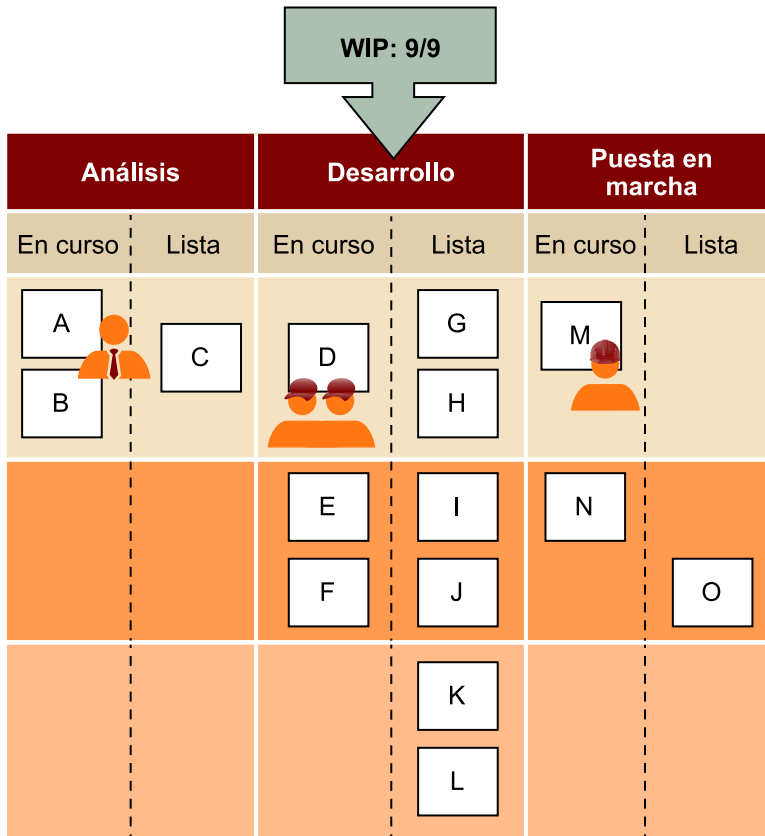 WIP: 9/9
Análisis
Desarrollo
Puesta en
marcha
En curso
Lista
En curso
Lista
En curso
Lista
A
B
C
D
G
H
M
E
F
I
J
N
O
K
L